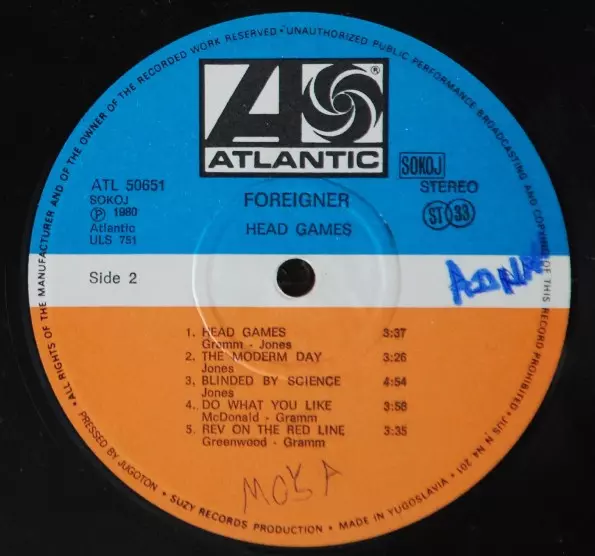 • ALL RIGHTS OF THE MANUFACTURER AND OF THE OWNER OF THE RECORDED WORK RESERVED • UNAUTHORIZED PUBLIC PERFORMANCE BROADCASTING AND COPYING OF THIS RECORD PROHIBITED • JUS N N4 201
ATLANTIC
®
ATL 50651
SOKOJ
℗ 1980
Atlantic
ULS 751
SOKOJ
STEREO
ST 33
FOREIGNER
HEAD GAMES
Side 2
1. HEAD GAMES 3:37
Gramm - Jones
2. THE MODERM DAY 3:26
Jones
3. BLINDED BY SCIENCE 4:54
Jones
4. DO WHAT YOU LIKE 3:58
McDonald - Gramm
5. REV ON THE RED LINE 3:35
Greenwood - Gramm
PRESSED BY JUGOTON • SUZY RECORDS PRODUCTION • MADE IN YUGOSLAVIA •